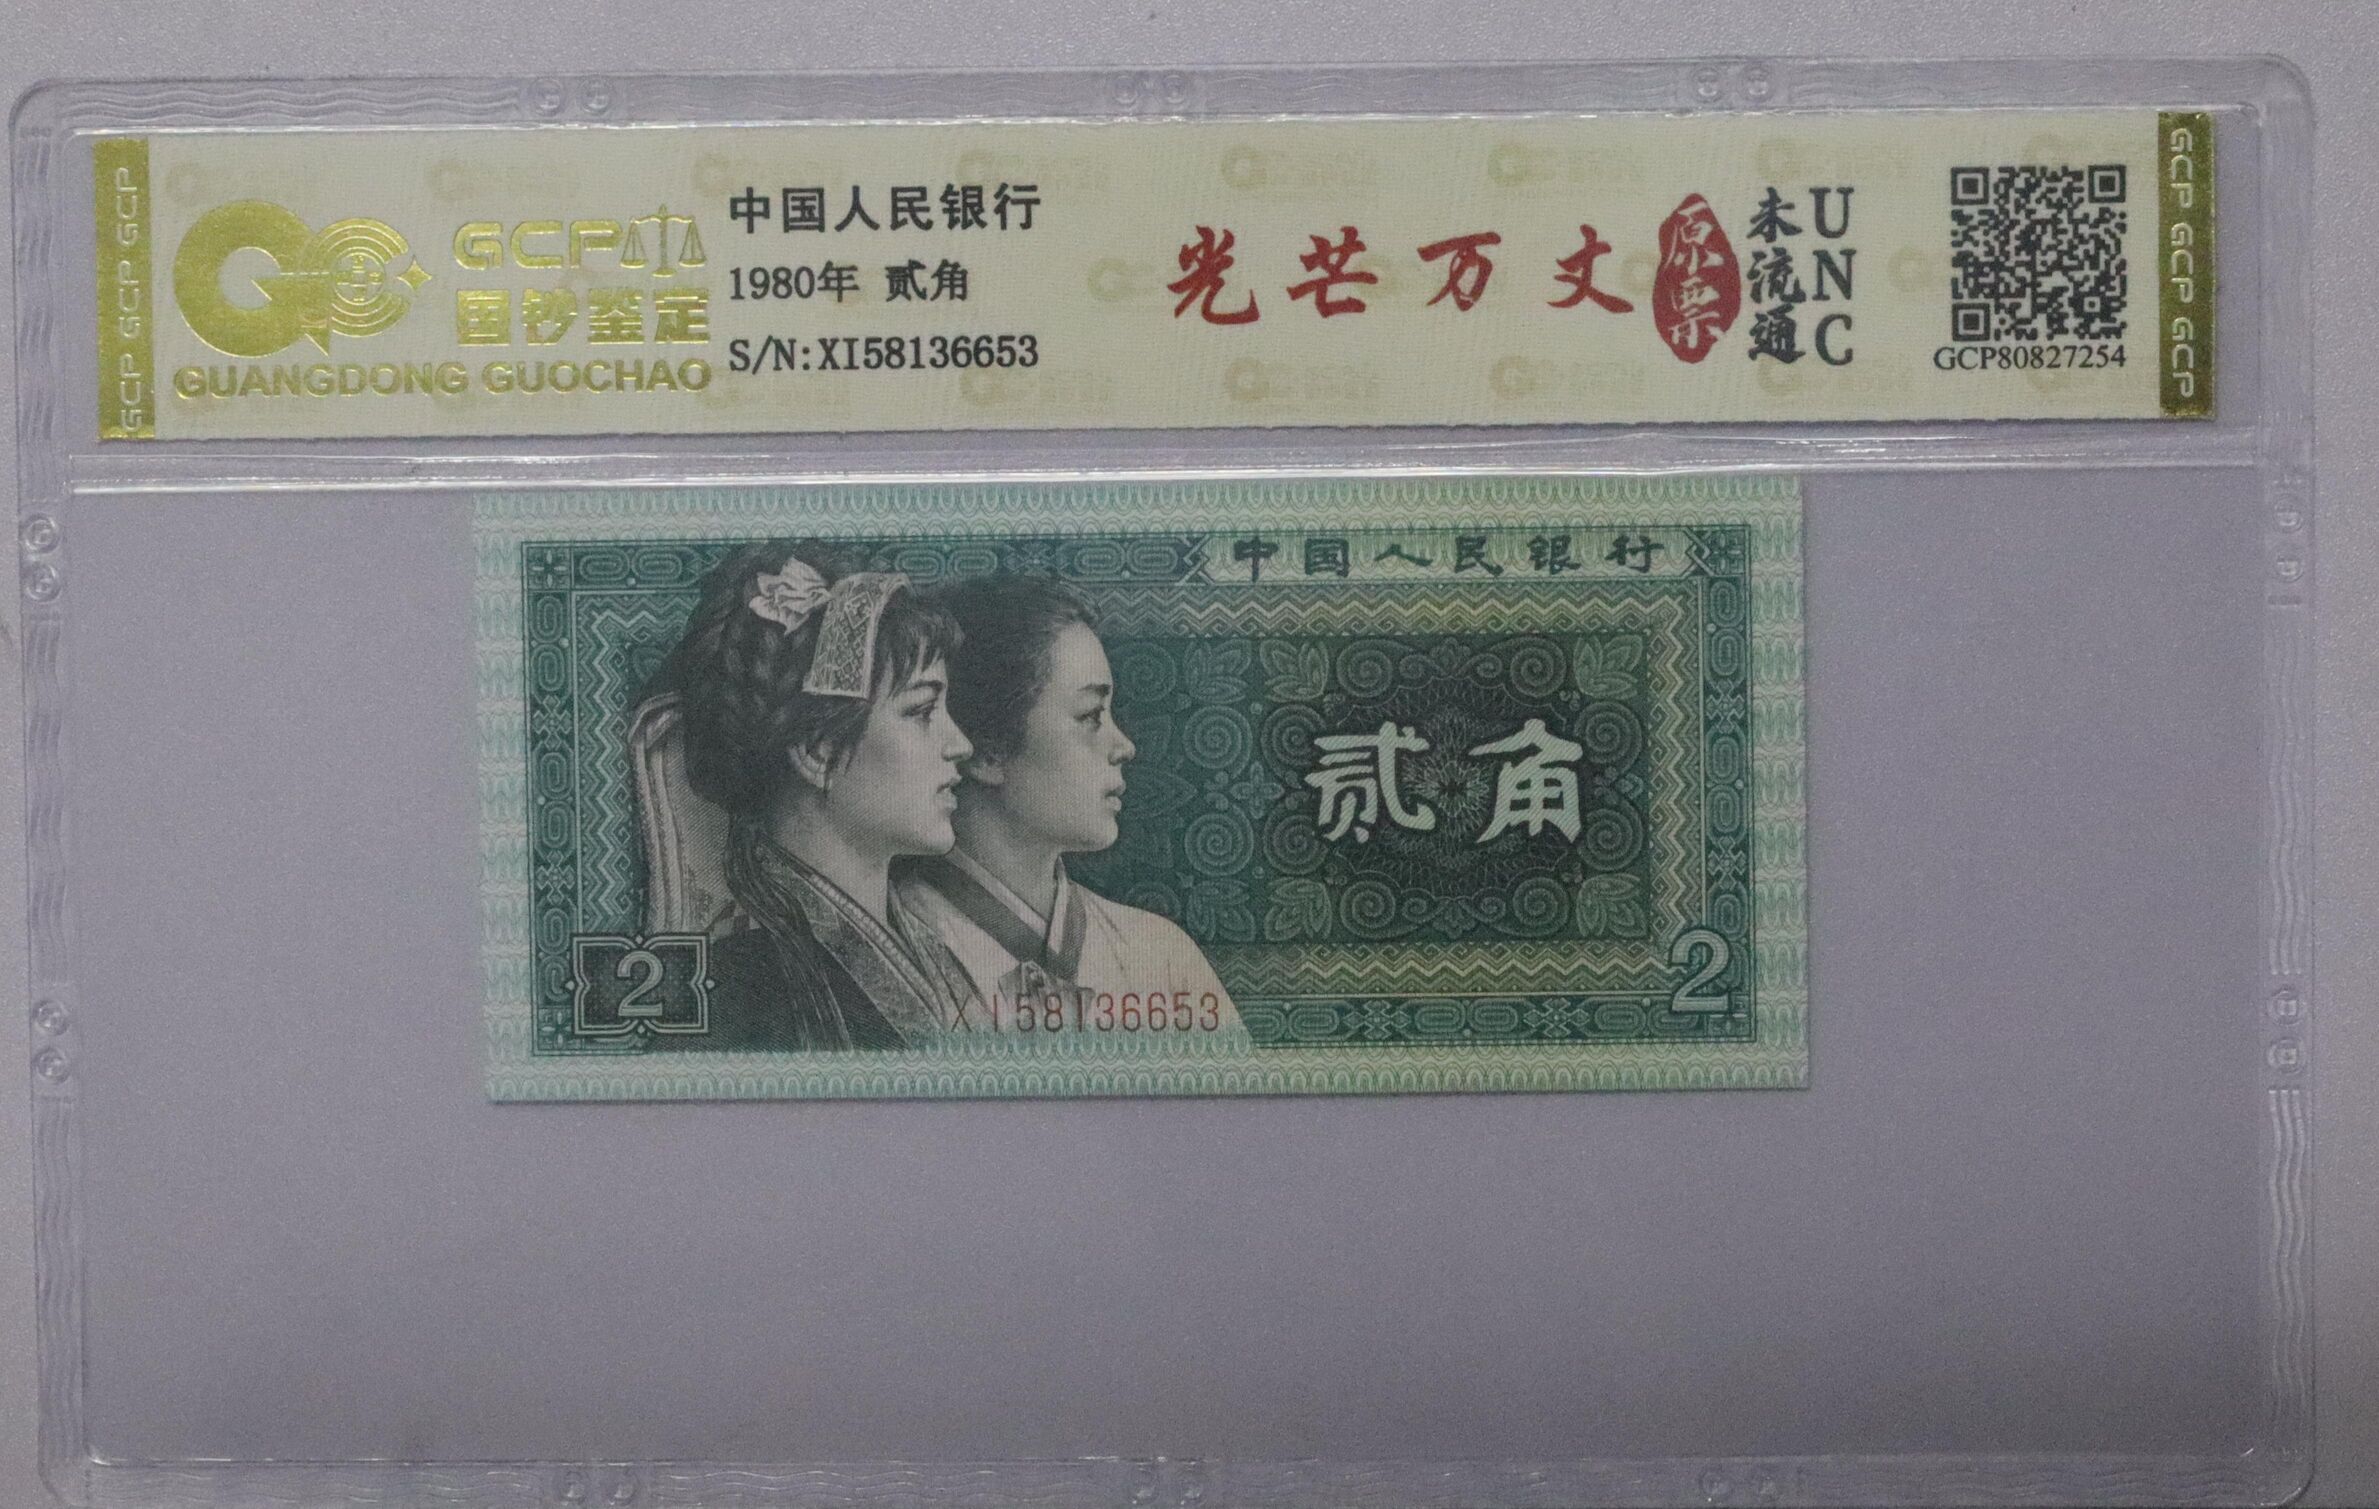 GCP GCP GCP
GCP
国钞鉴定
GUANGDONG GUOCHAO
中国人民银行
1980年 贰角
S/N:XI58136653
光芒万丈
原票
未流通
UNC
GCP80827254
GCP GCP GCP
中国人民银行
贰角
2
2
XI58136653